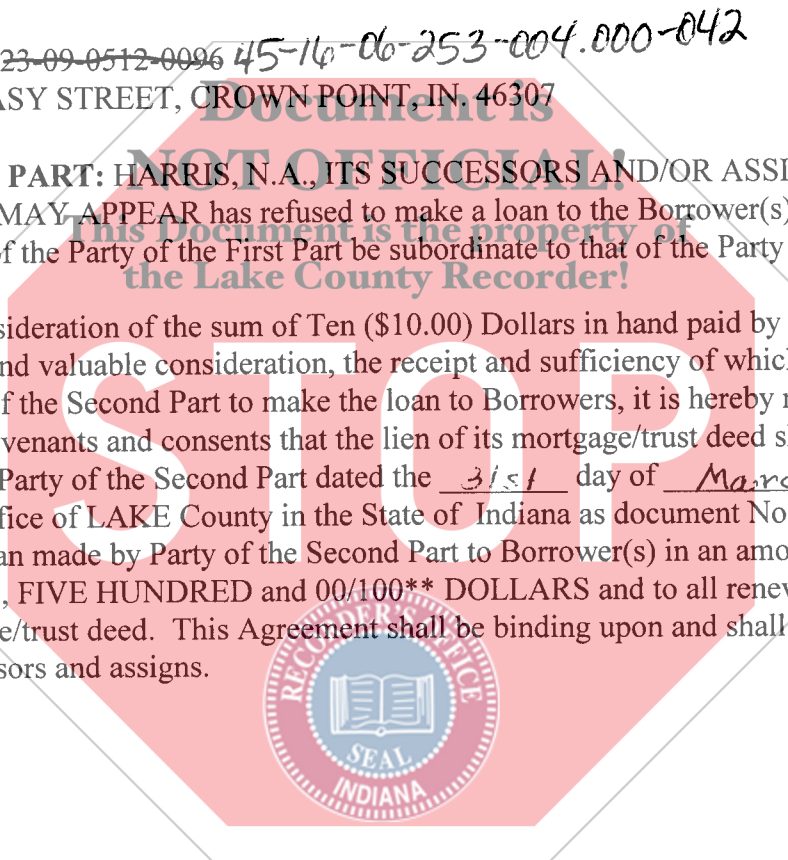 23-09-0512-0096 45-16-06-253-004.000-042
ASY STREET, CROWN POINT, IN. 46307
Document is
PART: HARRIS, N.A., ITS SUCCESSORS AND/OR ASSI
NOT OFFICIAL!
MAY APPEAR has refused to make a loan to the Borrower(s)
This Document is the property of
f the Party of the First Part be subordinate to that of the Party
the Lake County Recorder!
sideration of the sum of Ten ($10.00) Dollars in hand paid by
nd valuable consideration, the receipt and sufficiency of which
f the Second Part to make the loan to Borrowers, it is hereby
venants and consents that the lien of its mortgage/trust deed s
STOP
Party of the Second Part dated the 31st day of Marc
fice of LAKE County in the State of Indiana as document No
an made by Party of the Second Part to Borrower(s) in an amo
, FIVE HUNDRED and 00/100** DOLLARS and to all renew
e/trust deed. This Agreement shall be binding upon and shall
sors and assigns.
RECORDER'S OFFICE
SEAL
INDIANA